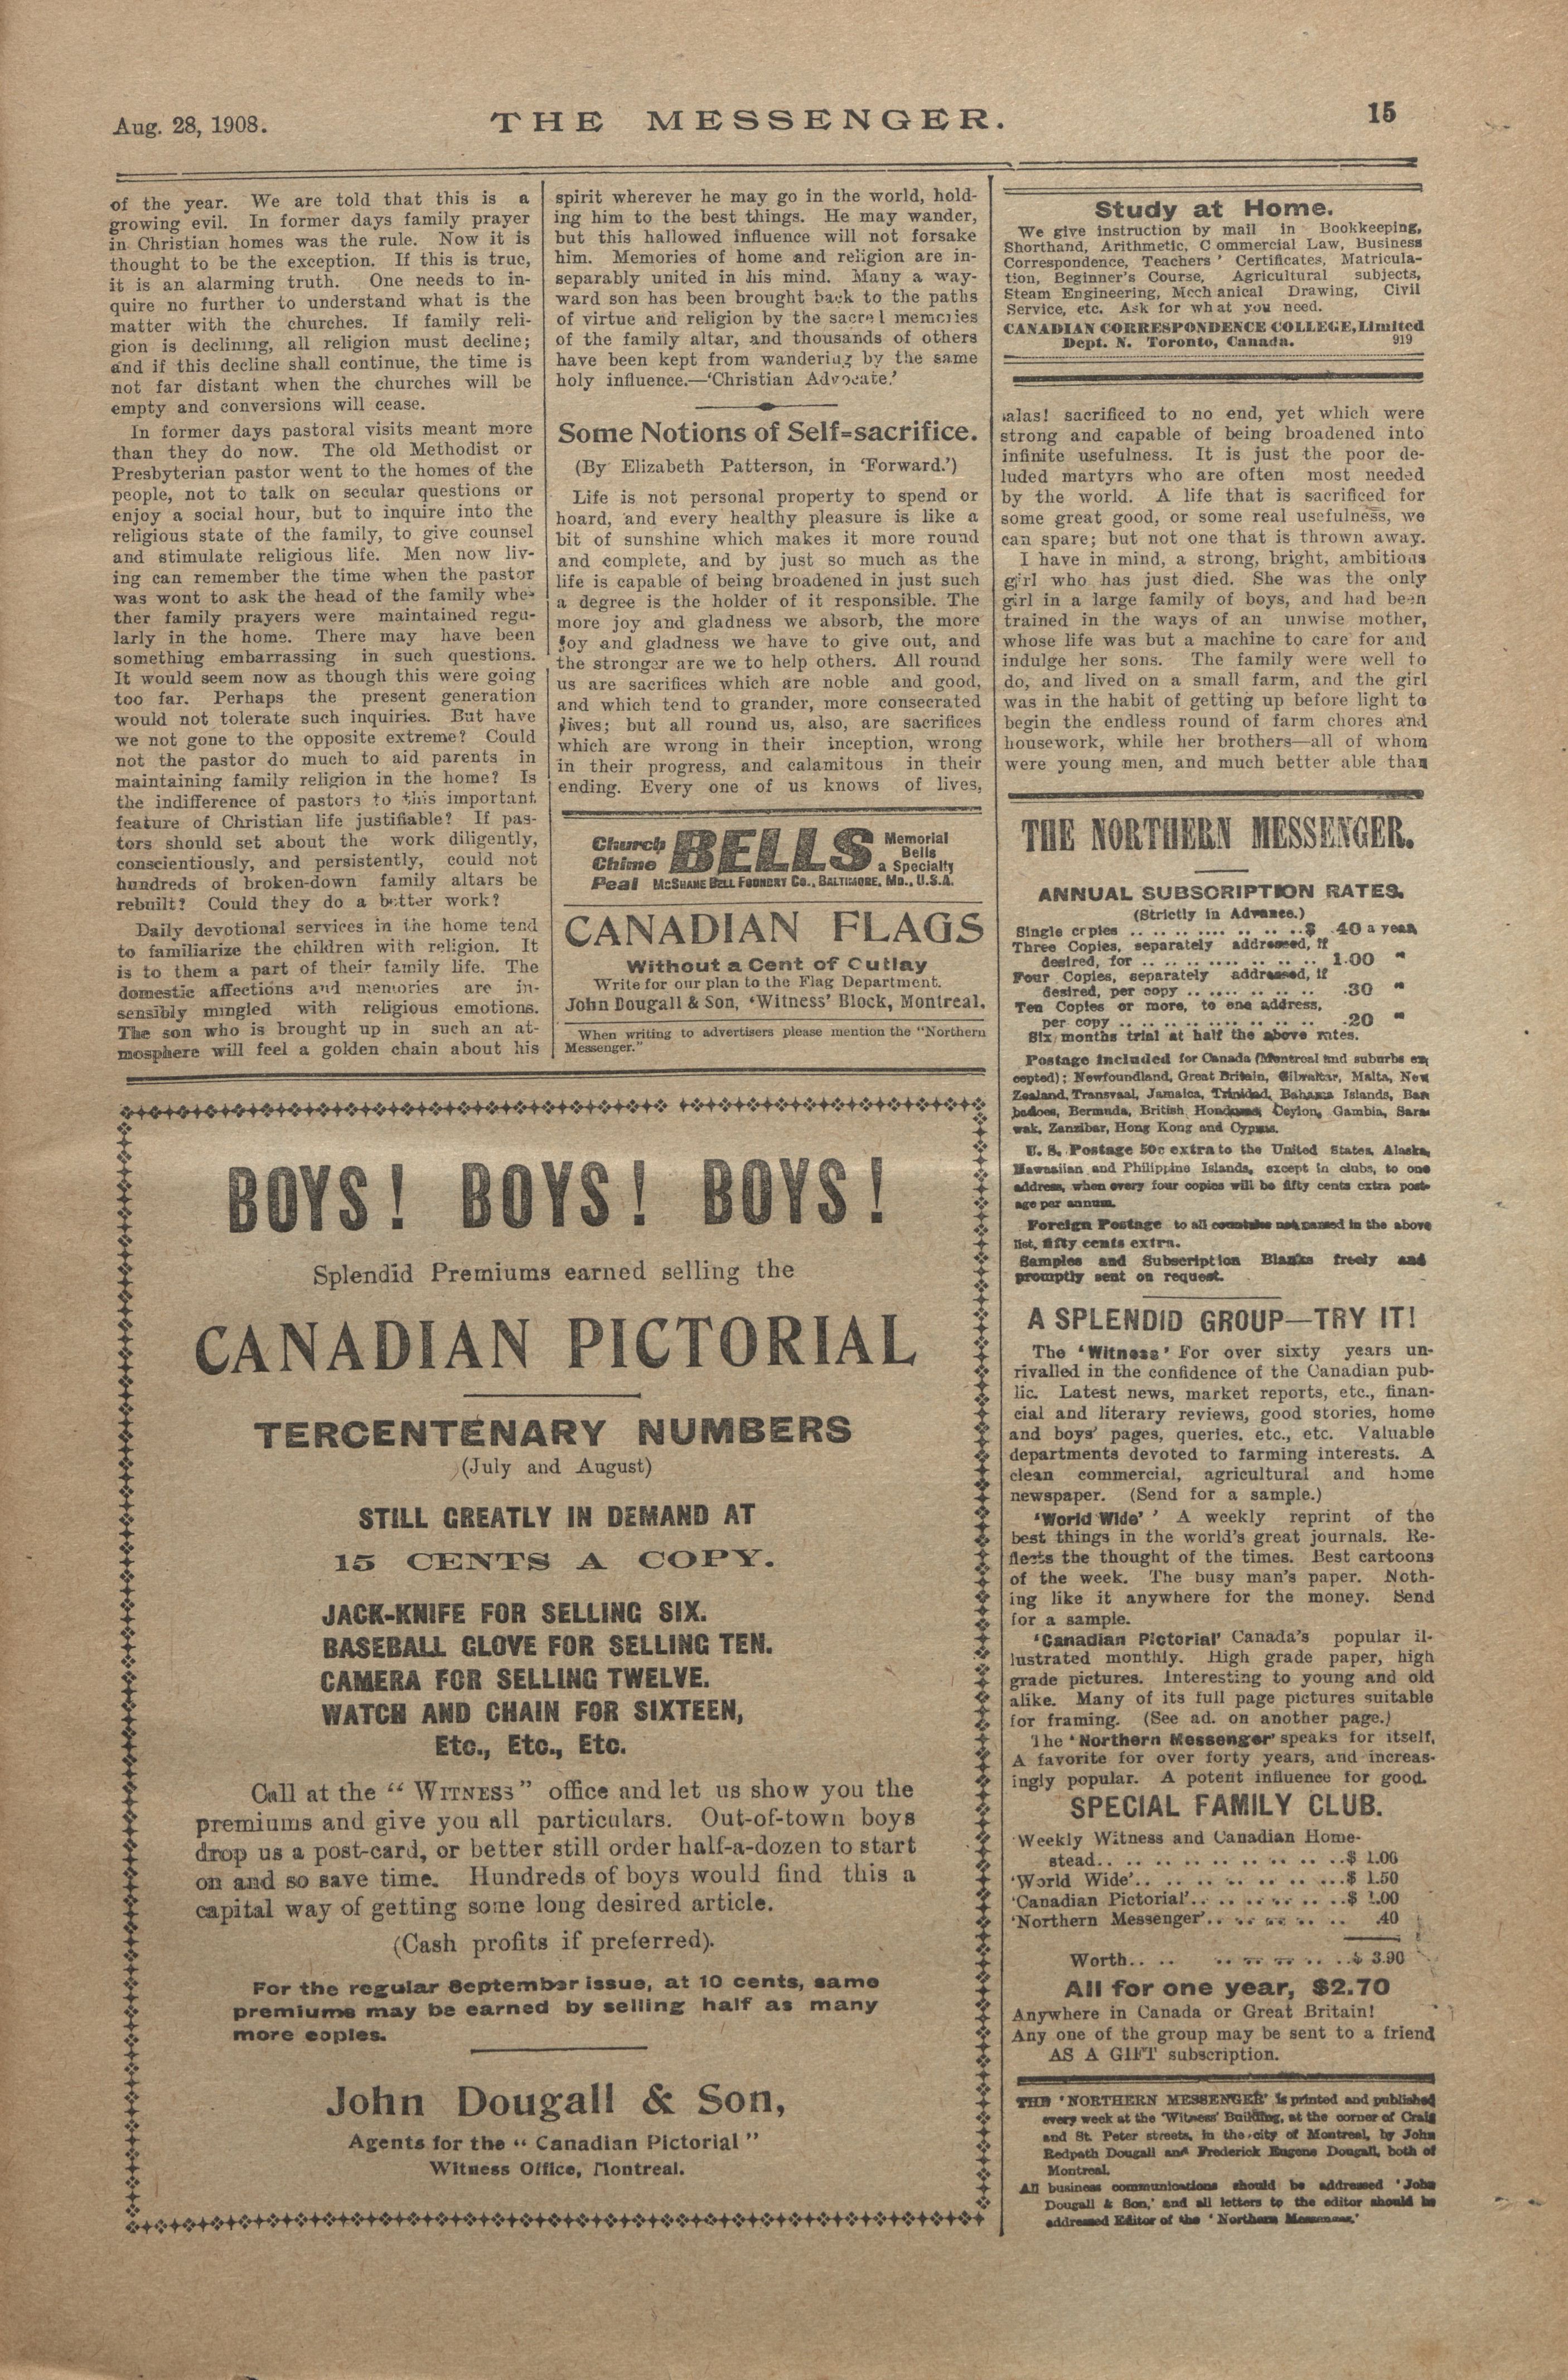 Aug. 28, 1908.
THE MESSENGER.
15
of the year. We are told that this is a
growing evil. In former days family prayer
in Christian homes was the rule. Now it is
thought to be the exception. If this is true,
it is an alarming truth. One needs to in-
quire no further to understand what is the
matter with the churches. If family reli-
gion is declining, all religion must decline;
and if this decline shall continue, the time is
not far distant when the churches will be
empty and conversions will cease.
In former days pastoral visits meant more
than they do now. The old Methodist or
Presbyterian pastor went to the homes of the
people, not to talk on secular questions or
enjoy a social hour, but to inquire into the
religious state of the family, to give counsel
and stimulate religious life. Men now liv-
ing can remember the time when the pastor
was wont to ask the head of the family whe-
ther family prayers were maintained regu-
larly in the home. There may have been
something embarrassing in such questions.
It would seem now as though this were going
too far. Perhaps the present generation
would not tolerate such inquiries. But have
we not gone to the opposite extreme? Could
not the pastor do much to aid parents in
maintaining family religion in the home? Is
the indifference of pastors to this important
feature of Christian life justifiable? If pas-
tors should set about the work diligently,
conscientiously, and persistently, could not
hundreds of broken-down family altars be
rebuilt? Could they do a better work?
Daily devotional services in the home tend
to familiarize the children with religion. It
is to them a part of their family life. The
domestic affections and memories are in-
sensibly mingled with religious emotions.
The son who is brought up in such an at-
mosphere will feel a golden chain about his
spirit wherever he may go in the world, hold-
ing him to the best things. He may wander,
but this hallowed influence will not forsake
him. Memories of home and religion are in-
separably united in his mind. Many a way-
ward son has been brought back to the paths
of virtue and religion by the sacred memories
of the family altar, and thousands of others
have been kept from wandering by the same
holy influence.—'Christian Advocate.'
Some Notions of Self-sacrifice.
(By Elizabeth Patterson, in 'Forward.')
Life is not personal property to spend or
hoard, and every healthy pleasure is like a
bit of sunshine which makes it more round
and complete, and by just so much as the
life is capable of being broadened in just such
a degree is the holder of it responsible. The
more joy and gladness we absorb, the more
joy and gladness we have to give out, and
the stronger are we to help others. All round
us are sacrifices which are noble and good,
and which tend to grander, more consecrated
lives; but all round us, also, are sacrifices
which are wrong in their inception, wrong
in their progress, and calamitous in their
ending. Every one of us knows of lives,
Church
Chime
Peal
BELLS
Memorial
Bells
a Specialty
McSHANE BELL FOUNDRY CO., BALTIMORE, MD., U.S.A.
CANADIAN FLAGS
Without a Cent of Outlay
Write for our plan to the Flag Department.
John Dougall & Son, 'Witness' Block, Montreal.
When writing to advertisers please mention the "Northern
Messenger."
Study at Home.
We give instruction by mail in Bookkeeping,
Shorthand, Arithmetic, C ommercial Law, Business
Correspondence, Teachers' Certificates, Matricula-
tion, Beginner's Course, Agricultural subjects,
Steam Engineering, Mech anical Drawing, Civil
Service, etc. Ask for what you need.
CANADIAN CORRESPONDENCE COLLEGE, Limited
Dept. N. Toronto, Canada. 919
alas! sacrificed to no end, yet which were
strong and capable of being broadened into
infinite usefulness. It is just the poor de-
luded martyrs who are often most needed
by the world. A life that is sacrificed for
some great good, or some real usefulness, we
can spare; but not one that is thrown away.
I have in mind, a strong, bright, ambitious
girl who has just died. She was the only
girl in a large family of boys, and had been
trained in the ways of an unwise mother,
whose life was but a machine to care for and
indulge her sons. The family were well to
do, and lived on a small farm, and the girl
was in the habit of getting up before light to
begin the endless round of farm chores and
housework, while her brothers—all of whom
were young men, and much better able than
THE NORTHERN MESSENGER.
ANNUAL SUBSCRIPTION RATES.
(Strictly in Advance.)
Single copies .. .. .. .... .. .. ..$ .40 a year
Three Copies, separately addressed, if
desired, for .. .. .. .. .... .. .. .. 1.00 "
Four Copies, separately addressed, if
desired, per copy .. .. .. .. .. .. .30 "
Ten Copies or more, to one address,
per copy .. .. .. .. .... .. .. .. .20 "
Six months trial at half the above rates.
Postage included for Canada (Montreal and suburbs ex
cepted); Newfoundland, Great Britain, Gibraltar, Malta, New
Zealand, Transvaal, Jamaica, Trinidad, Bahama Islands, Bar
badoes, Bermuda, British Honduras, Ceylon, Gambia, Sara
wak, Zanzibar, Hong Kong and Cyprus.
U. S. Postage 50c extra to the United States, Alaska,
Hawaiian and Philippine Islands, except in clubs, to one
address, when every four copies will be fifty cents extra post-
age per annum.
Foreign Postage to all countries not named in the above
list, fifty cents extra.
Samples and Subscription Blanks freely and
promptly sent on request.
A SPLENDID GROUP—TRY IT!
The 'Witness' For over sixty years un-
rivalled in the confidence of the Canadian pub-
lic. Latest news, market reports, etc., finan-
cial and literary reviews, good stories, home
and boys' pages, queries. etc., etc. Valuable
departments devoted to farming interests. A
clean commercial, agricultural and home
newspaper. (Send for a sample.)
'World Wide' ' A weekly reprint of the
best things in the world's great journals. Re-
flects the thought of the times. Best cartoons
of the week. The busy man's paper. Noth-
ing like it anywhere for the money. Send
for a sample.
'Canadian Pictorial' Canada's popular il-
lustrated monthly. High grade paper, high
grade pictures. Interesting to young and old
alike. Many of its full page pictures suitable
for framing. (See ad. on another page.)
The 'Northern Messenger' speaks for itself,
A favorite for over forty years, and increas-
ingly popular. A potent influence for good.
SPECIAL FAMILY CLUB.
Weekly Witness and Canadian Home-
stead.. .. .. .. .. .. .. .. .. ..$ 1.00
'World Wide'.. .. .. .. .. .. .. ...$ 1.50
'Canadian Pictorial'.. .. .. .. .. ..$ 1.00
'Northern Messenger'.. .. .. .. .. .40
Worth.. .. .. .. .. .. ..$ 3.90
All for one year, $2.70
Anywhere in Canada or Great Britain!
Any one of the group may be sent to a friend
AS A GIFT subscription.
THE 'NORTHERN MESSENGER' is printed and published
every week at the 'Witness' Building, at the corner of Craig
and St. Peter streets, in the city of Montreal, by John
Redpath Dougall and Frederick Eugene Dougall, both of
Montreal.
All business communications should be addressed 'John
Dougall & Son,' and all letters to the editor should be
addressed Editor of the 'Northern Messenger.'
BOYS! BOYS! BOYS!
Splendid Premiums earned selling the
CANADIAN PICTORIAL
TERCENTENARY NUMBERS
(July and August)
STILL GREATLY IN DEMAND AT
15 CENTS A COPY.
JACK-KNIFE FOR SELLING SIX.
BASEBALL GLOVE FOR SELLING TEN.
CAMERA FOR SELLING TWELVE.
WATCH AND CHAIN FOR SIXTEEN,
Etc., Etc., Etc.
Call at the "WITNESS" office and let us show you the
premiums and give you all particulars. Out-of-town boys
drop us a post-card, or better still order half-a-dozen to start
on and so save time. Hundreds of boys would find this a
capital way of getting some long desired article.
(Cash profits if preferred).
For the regular September issue, at 10 cents, same
premiums may be earned by selling half as many
more copies.
John Dougall & Son,
Agents for the "Canadian Pictorial"
Witness Office, Montreal.